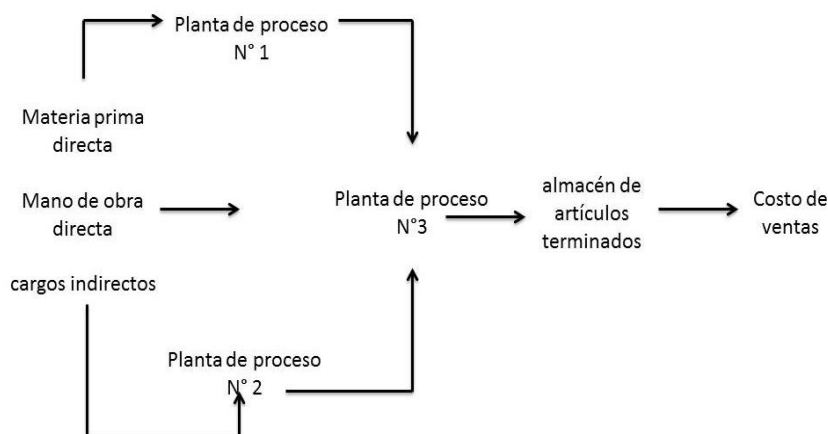 Planta de proceso
N° 1
Materia prima
directa
Mano de obra
directa
cargos indirectos
Planta de proceso
N° 2
Planta de proceso
N°3
almacén de
artículos
terminados
Costo de
ventas